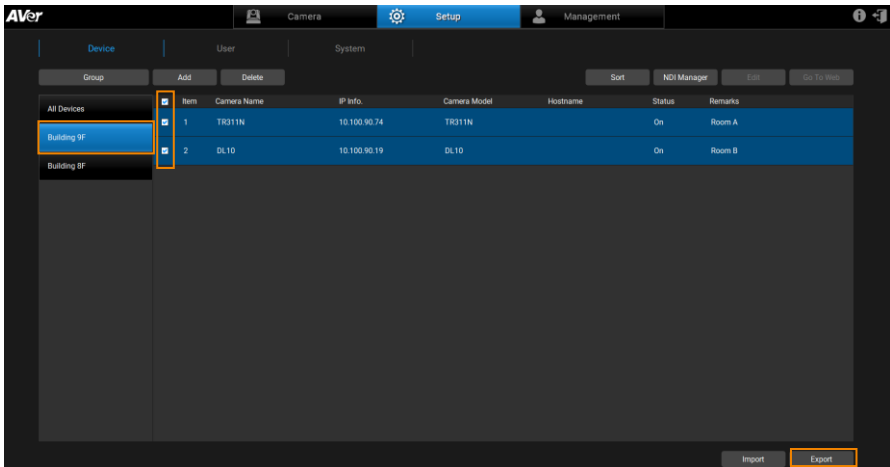 AVer Camera Setup Management
Device User System
Group Add Delete Sort NDI Manager Edit Go To Web
All Devices
Building 9F
Building 8F
Item Camera Name IP Info. Camera Model Hostname Status Remarks
1 TR311N 10.100.90.74 TR311N On Room A
2 DL10 10.100.90.19 DL10 On Room B
Import Export